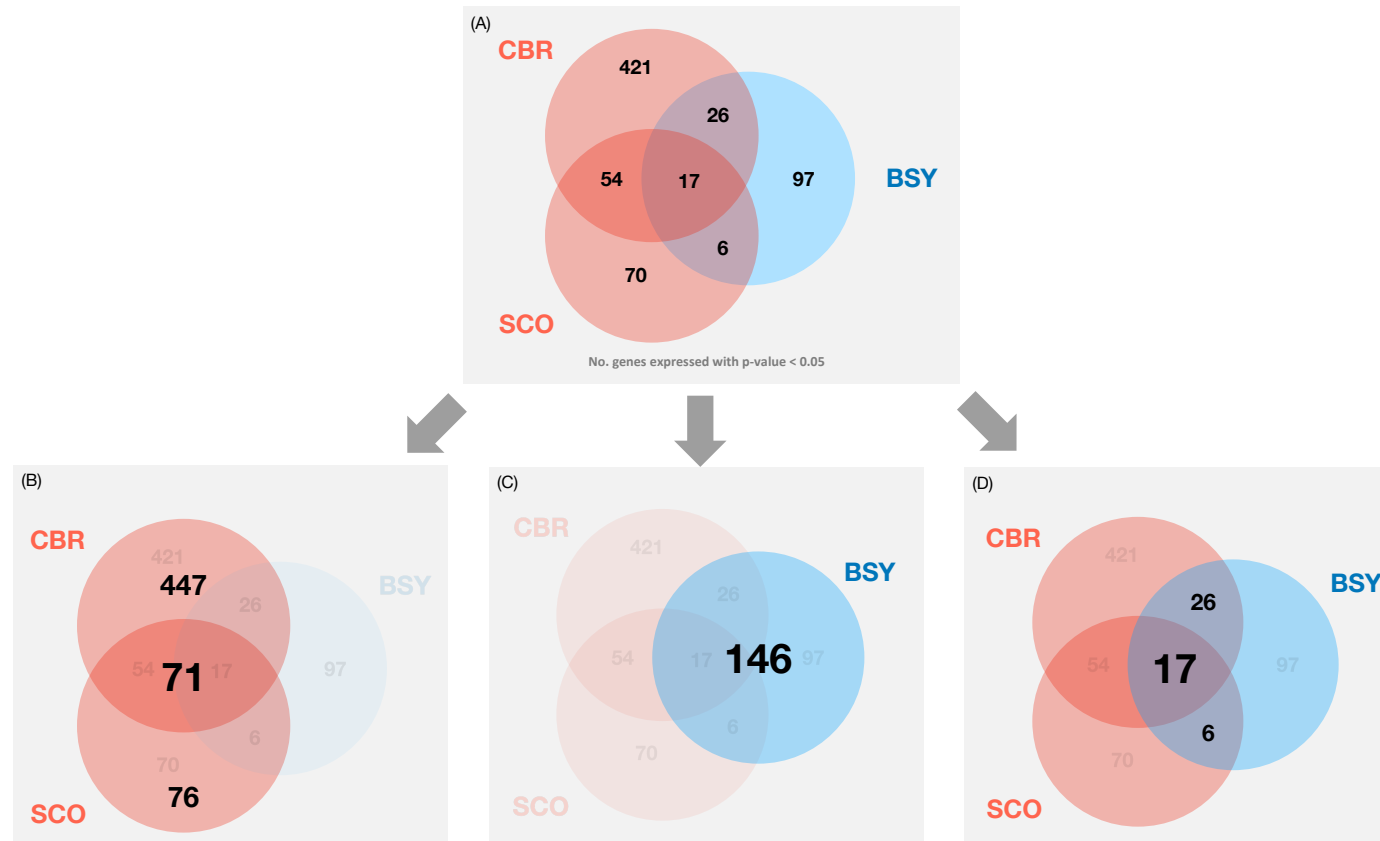 (A)
CBR
421
26
54
17
97
BSY
6
70
SCO
No. genes expressed with p-value < 0.05
(B)
CBR
421
447
BSY
26
54
71
17
97
6
70
76
SCO
(C)
CBR
421
BSY
26
54
17
146
97
6
70
SCO
(D)
CBR
421
BSY
26
54
17
97
6
70
SCO